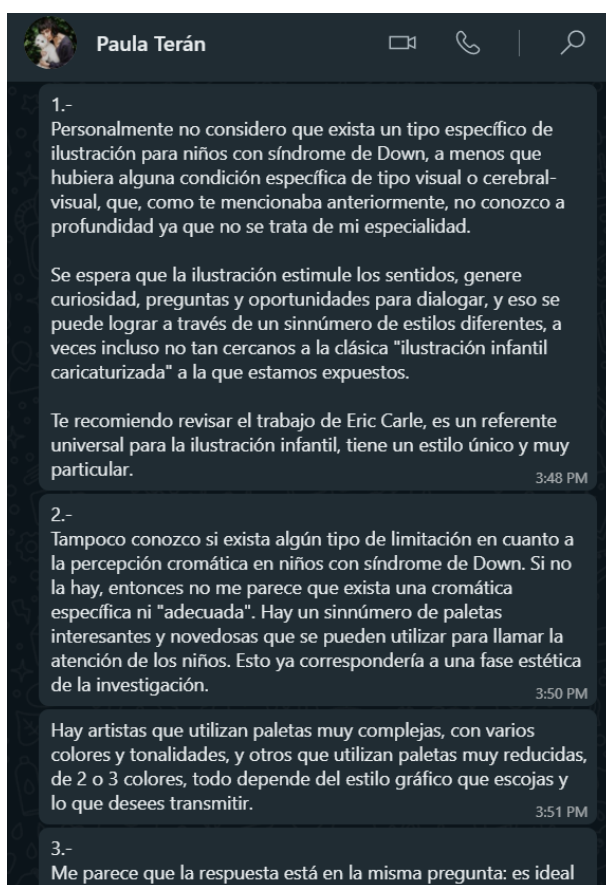 Paula Terán
1.-
Personalmente no considero que exista un tipo específico de
ilustración para niños con síndrome de Down, a menos que
hubiera alguna condición específica de tipo visual o cerebral-
visual, que, como te mencionaba anteriormente, no conozco a
profundidad ya que no se trata de mi especialidad.
Se espera que la ilustración estimule los sentidos, genere
curiosidad, preguntas y oportunidades para dialogar, y eso se
puede lograr a través de un sinnúmero de estilos diferentes, a
veces incluso no tan cercanos a la clásica "ilustración infantil
caricaturizada" a la que estamos expuestos.
Te recomiendo revisar el trabajo de Eric Carle, es un referente
universal para la ilustración infantil, tiene un estilo único y muy
particular.
3:48 PM
2.-
Tampoco conozco si exista algún tipo de limitación en cuanto a
la percepción cromática en niños con síndrome de Down. Si no
la hay, entonces no me parece que exista una cromática
específica ni "adecuada". Hay un sinnúmero de paletas
interesantes y novedosas que se pueden utilizar para llamar la
atención de los niños. Esto ya correspondería a una fase estética
de la investigación.
3:50 PM
Hay artistas que utilizan paletas muy complejas, con varios
colores y tonalidades, y otros que utilizan paletas muy reducidas,
de 2 o 3 colores, todo depende del estilo gráfico que escojas y
lo que desees transmitir.
3:51 PM
3.-
Me parece que la respuesta está en la misma pregunta: es ideal